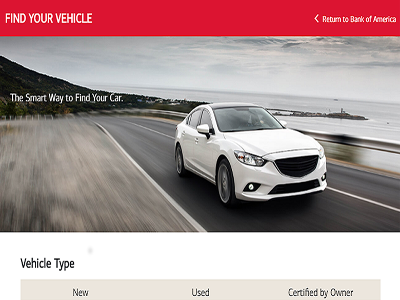 FIND YOUR VEHICLE
Return to Bank of America
The Smart Way to Find Your Car.
Vehicle Type
New Used Certified by Owner